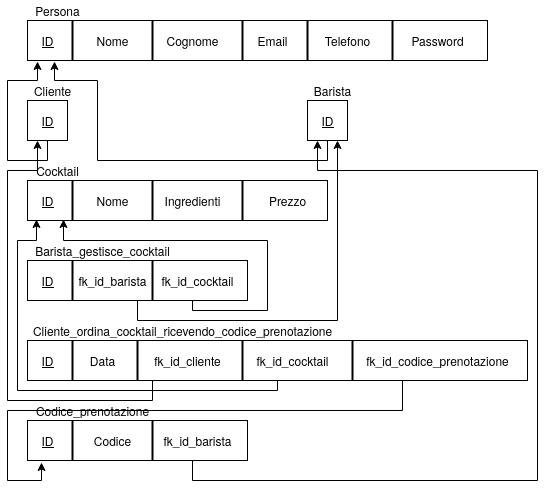 Persona
ID Nome Cognome Email Telefono Password
Cliente Barista
ID ID
Cocktail
ID Nome Ingredienti Prezzo
Barista_gestisce_cocktail
ID fk_id_barista fk_id_cocktail
Cliente_ordina_cocktail_ricevendo_codice_prenotazione
ID Data fk_id_cliente fk_id_cocktail fk_id_codice_prenotazione
Codice_prenotazione
ID Codice fk_id_barista